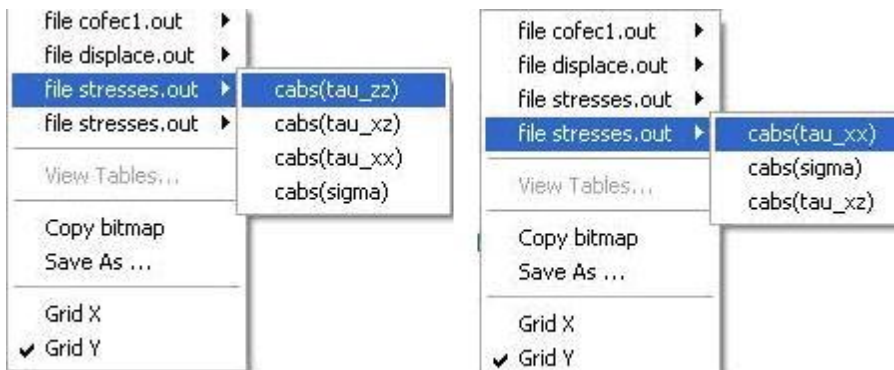 file cofec1.out
file displace.out
file stresses.out
file stresses.out
View Tables...
Copy bitmap
Save As ...
Grid X
Grid Y
cabs(tau_zz)
cabs(tau_xz)
cabs(tau_xx)
cabs(sigma)
file cofec1.out
file displace.out
file stresses.out
file stresses.out
View Tables...
Copy bitmap
Save As ...
Grid X
Grid Y
cabs(tau_xx)
cabs(sigma)
cabs(tau_xz)